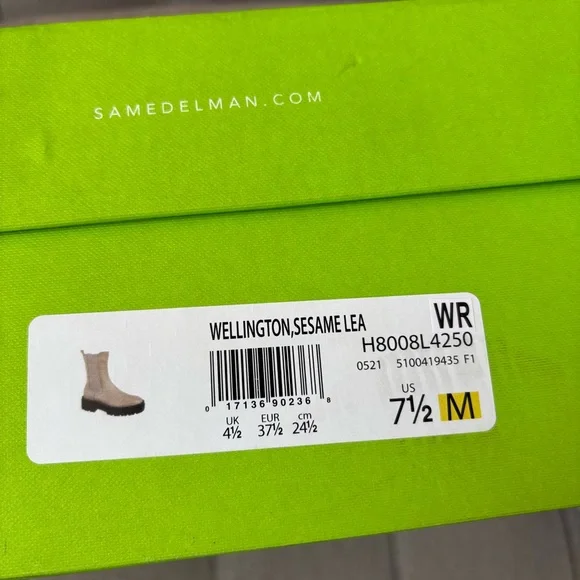 SAMEDELMAN.COM
WELLINGTON,SESAME LEA
WR
H8008L4250
0521 5100419435 F1
0 17136 90236 8
UK EUR cm
4½ 37½ 24½
US
7½ M